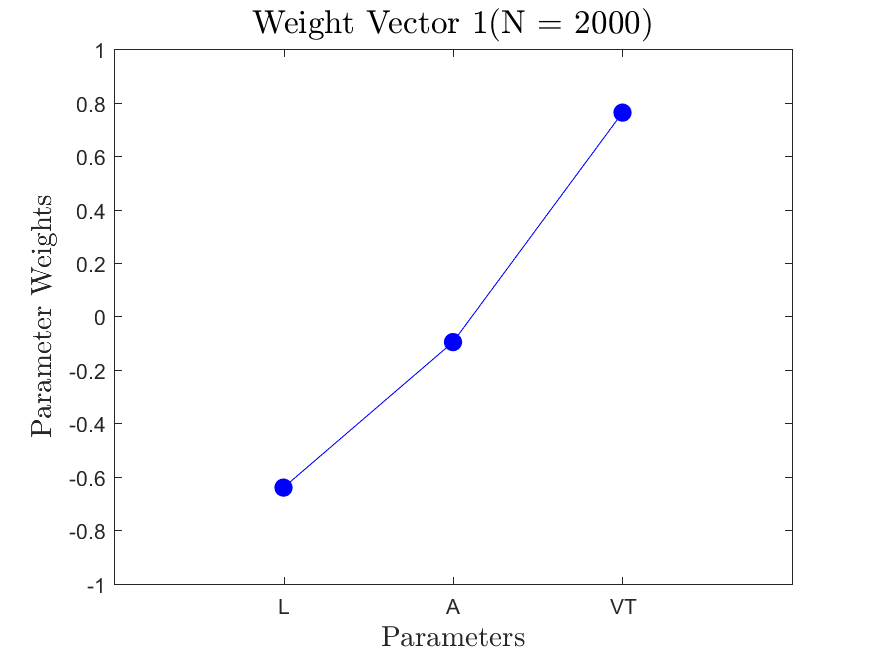 Weight Vector 1(N = 2000)
1
0.8
0.6
0.4
0.2
0
-0.2
-0.4
-0.6
-0.8
-1
Parameter Weights
L A VT
Parameters